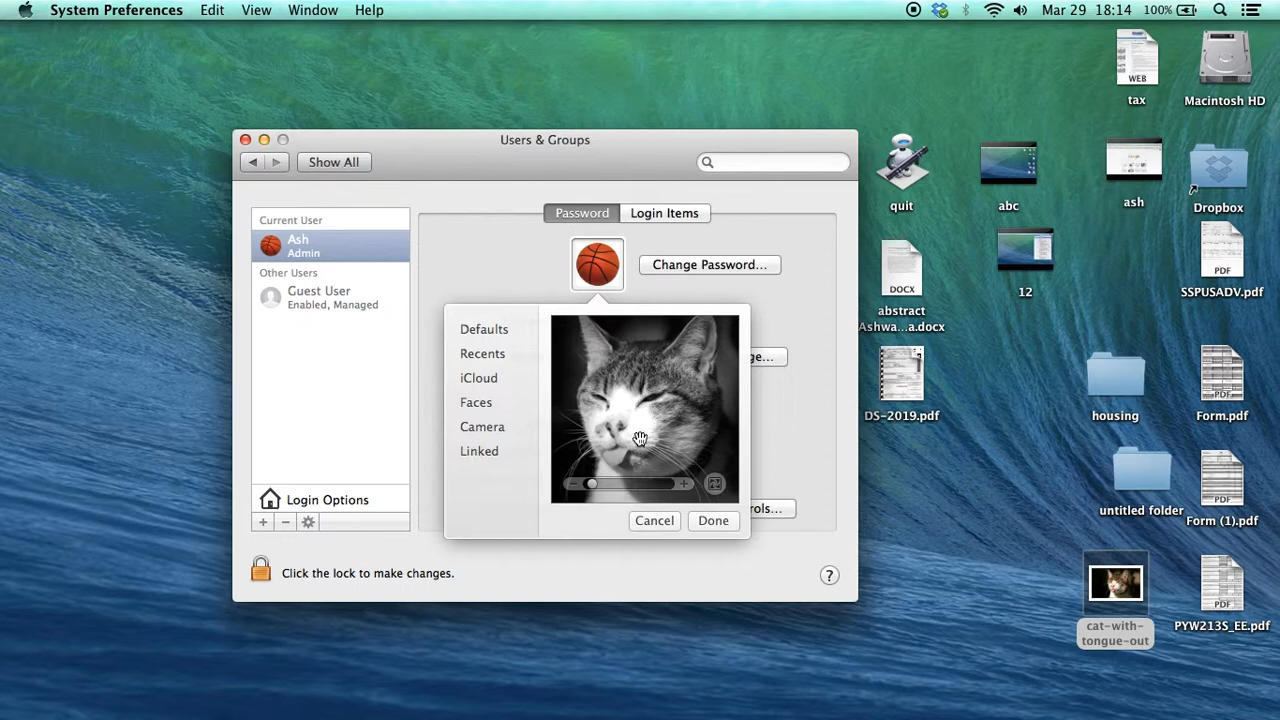 System Preferences Edit View Window Help Mar 29 18:14 100%
Users & Groups
Show All
Current User
Ash
Admin
Other Users
Guest User
Enabled, Managed
Login Options
Password Login Items
Change Password...
ge...
rols...
Defaults
Recents
iCloud
Faces
Camera
Linked
Cancel Done
Click the lock to make changes.
?
WEB
tax
Macintosh HD
quit
abc
ash
Dropbox
DOCX
abstract
Ashwa...a.docx
12
PDF
SSPUSADV.pdf
DS-2019.pdf
housing
Form.pdf
untitled folder
Form (1).pdf
cat-with-
tongue-out
PDF
PYW213S_EE.pdf